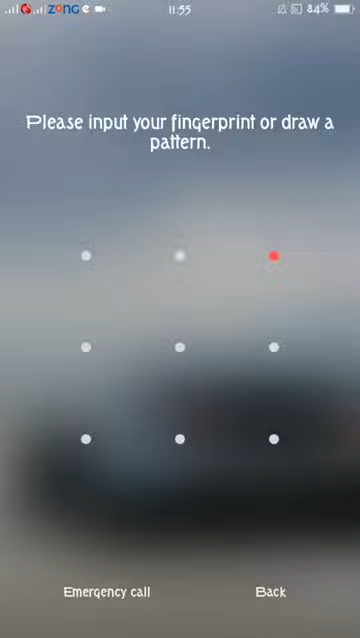 ZONG E 11:55 84%
Please input your fingerprint or draw a
pattern.
Emergency call Back